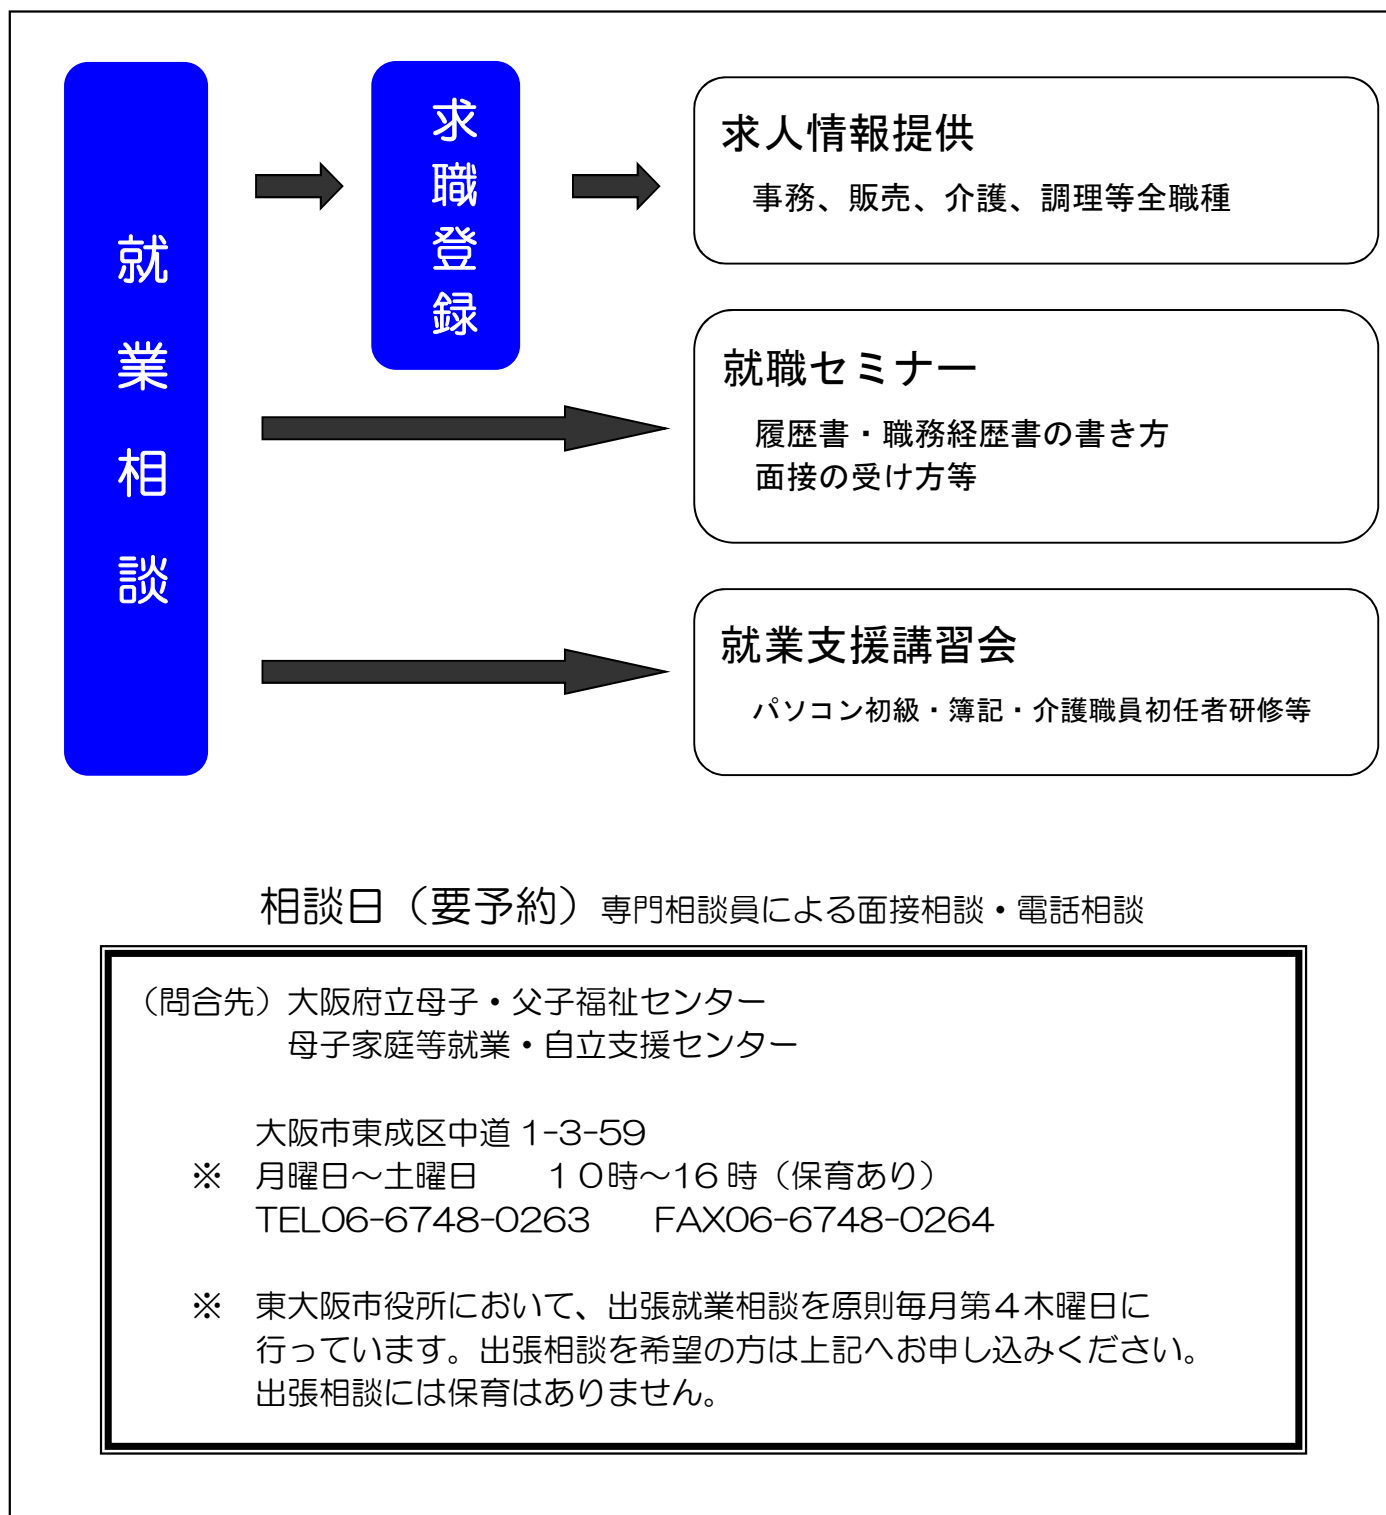 就業相談
求職登録
求人情報提供
事務、販売、介護、調理等全職種
就職セミナー
履歴書・職務経歴書の書き方
面接の受け方等
就業支援講習会
パソコン初級・簿記・介護職員初任者研修等
相談日（要予約）専門相談員による面接相談・電話相談
（問合先）大阪府立母子・父子福祉センター
母子家庭等就業・自立支援センター
大阪市東成区中道 1-3-59
※　月曜日～土曜日　　１０時～16 時（保育あり）
TEL06-6748-0263　　FAX06-6748-0264
※　東大阪市役所において、出張就業相談を原則毎月第４木曜日に
行っています。出張相談を希望の方は上記へお申し込みください。
出張相談には保育はありません。